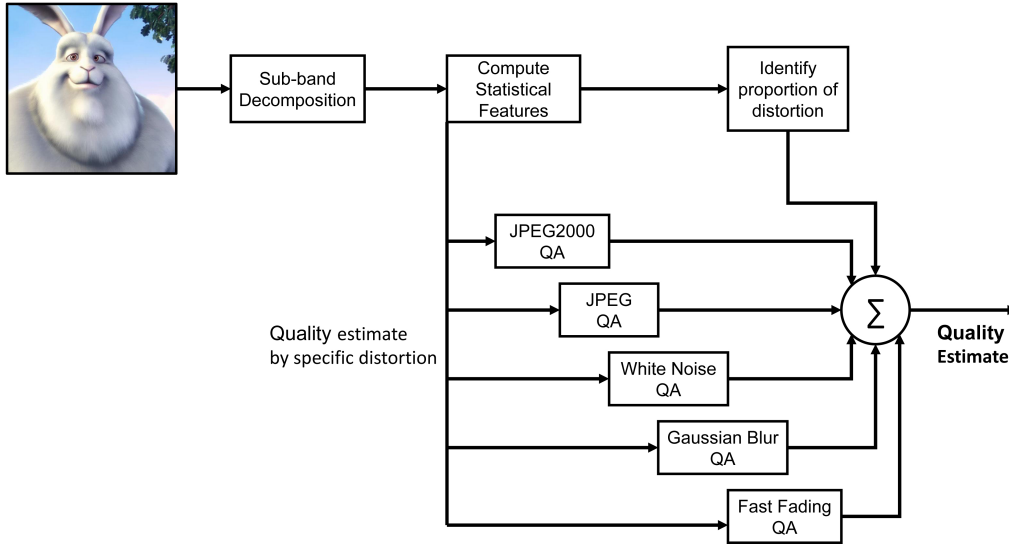 Sub-band
Decomposition
Compute
Statistical
Features
Identify
proportion of
distortion
JPEG2000
QA
JPEG
QA
∑
Quality estimate
by specific distortion
Quality
Estimate
White Noise
QA
Gaussian Blur
QA
Fast Fading
QA